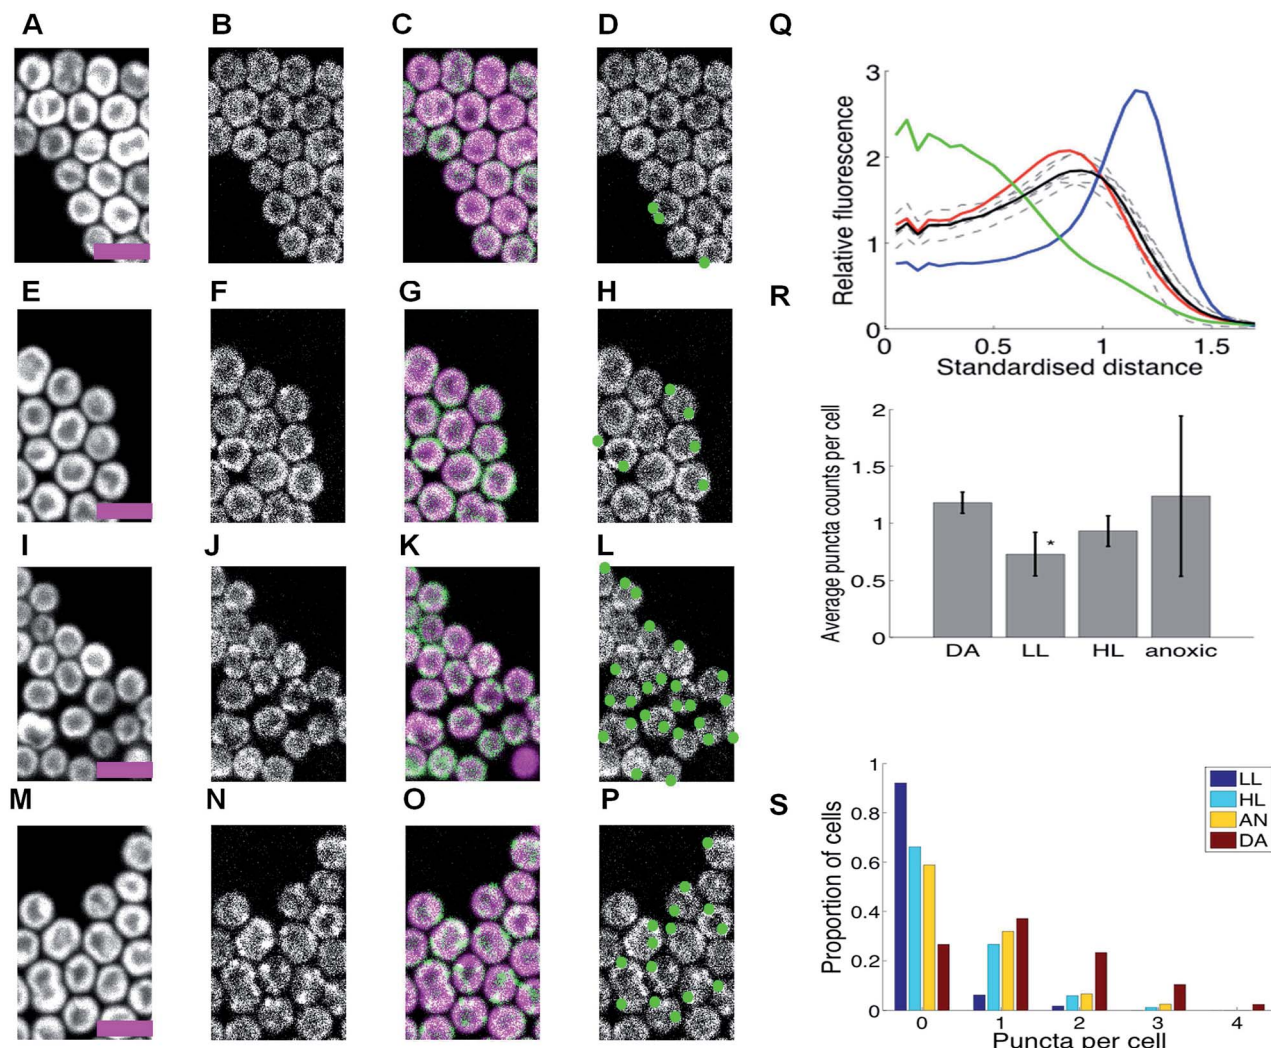 A B C D Q
3
2
1
0
Relative fluorescence
0 0.5 1 1.5
Standardised distance
E F G H R
2
1.5
1
0.5
0
Average puncta counts per cell
*
DA LL HL anoxic
I J K L
M N O P S
1
0.8
0.6
0.4
0.2
0
Proportion of cells
LL
HL
AN
DA
0 1 2 3 4
Puncta per cell